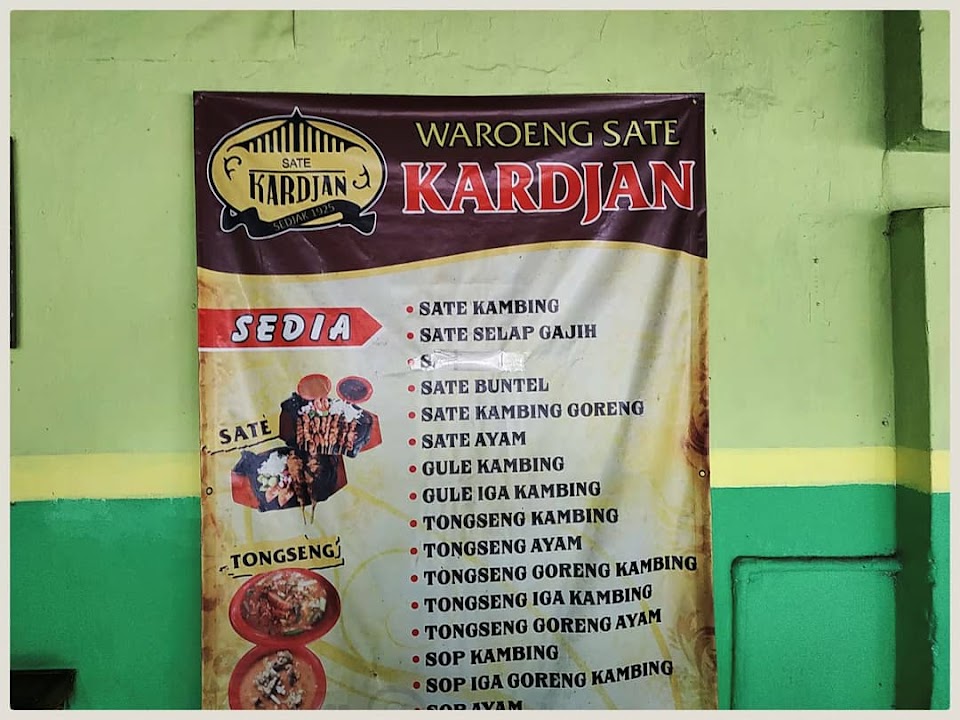 SATE
KARDJAN
SEDJAK 1925
WAROENG SATE
KARDJAN
SEDIA
SATE
TONGSENG
• SATE KAMBING
• SATE SELAP GAJIH
• SATE BUNTEL
• SATE KAMBING GORENG
• SATE AYAM
• GULE KAMBING
• GULE IGA KAMBING
• TONGSENG KAMBING
• TONGSENG AYAM
• TONGSENG GORENG KAMBING
• TONGSENG IGA KAMBING
• TONGSENG GORENG AYAM
• SOP KAMBING
• SOP IGA GORENG KAMBING
• SOP AYAM